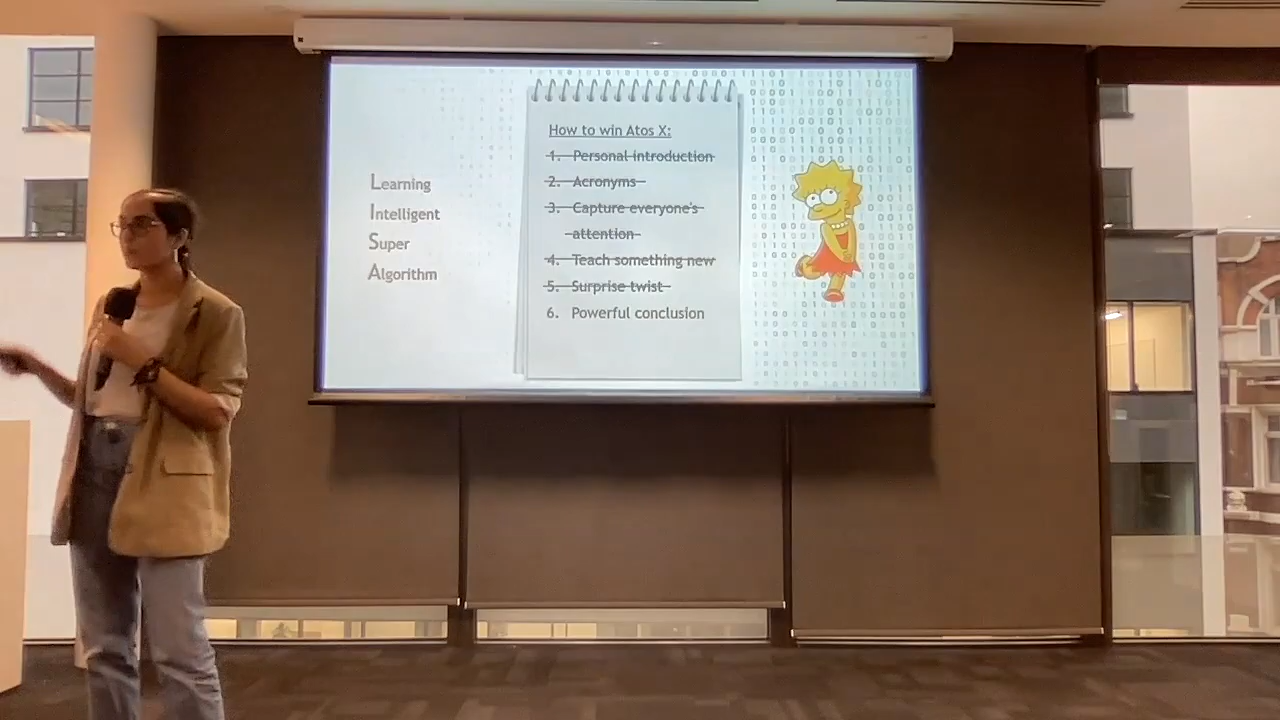 Learning
Intelligent
Super
Algorithm
How to win Atos X:
1. Personal introduction
2. Acronyms
3. Capture everyone's
attention
4. Teach something new
5. Surprise twist
6. Powerful conclusion